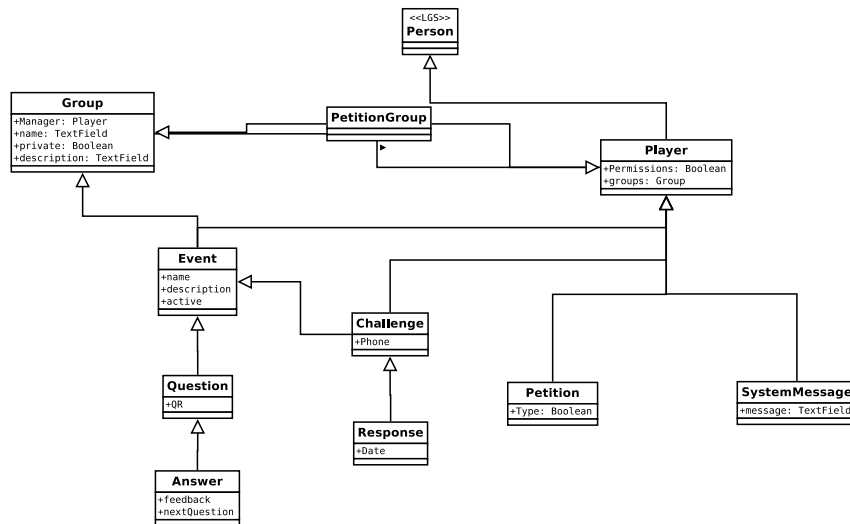 <<LGS>>
Person
Group
+Manager: Player
+name: TextField
+private: Boolean
+description: TextField
PetitionGroup
Player
+Permissions: Boolean
+groups: Group
Event
+name
+description
+active
Challenge
+Phone
Question
+QR
Petition
+Type: Boolean
SystemMessage
+message: TextField
Response
+Date
Answer
+feedback
+nextQuestion